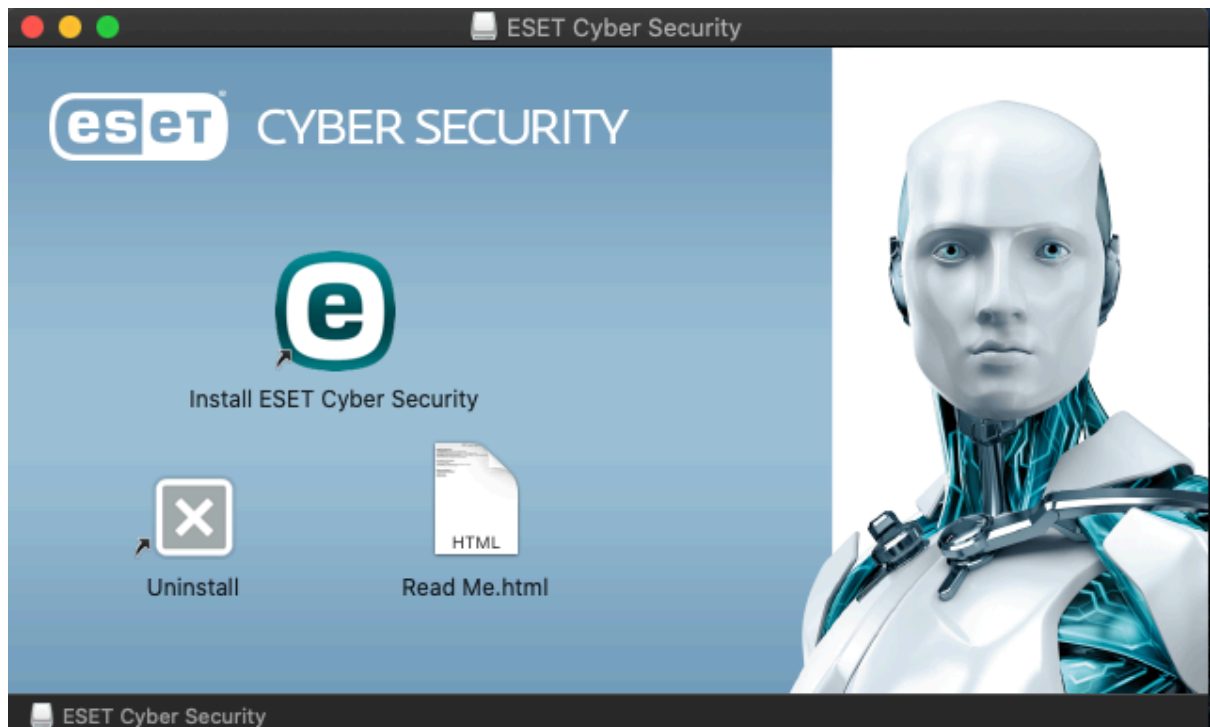 ESET Cyber Security
eseT CYBER SECURITY
e
Install ESET Cyber Security
HTML
Uninstall
Read Me.html
ESET Cyber Security